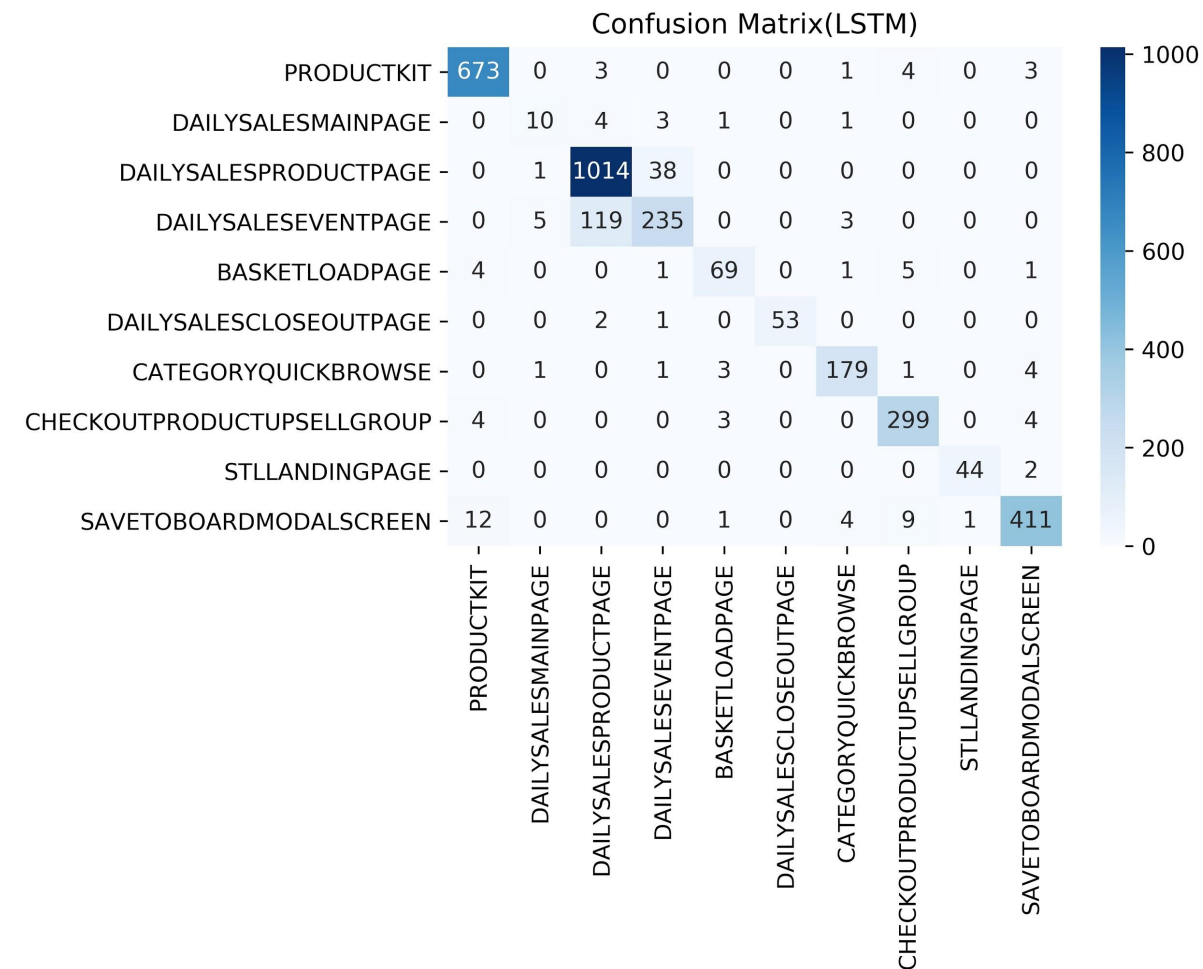 Confusion Matrix(LSTM)
PRODUCTKIT 673 0 3 0 0 0 1 4 0 3
DAILYSALESMAINPAGE 0 10 4 3 1 0 1 0 0 0
DAILYSALESPRODUCTPAGE 0 1 1014 38 0 0 0 0 0 0
DAILYSALESEVENTPAGE 0 5 119 235 0 0 3 0 0 0
BASKETLOADPAGE 4 0 0 1 69 0 1 5 0 1
DAILYSALESCLOSEOUTPAGE 0 0 2 1 0 53 0 0 0 0
CATEGORYQUICKBROWSE 0 1 0 1 3 0 179 1 0 4
CHECKOUTPRODUCTUPSELLGROUP 4 0 0 0 3 0 0 299 0 4
STLLANDINGPAGE 0 0 0 0 0 0 0 0 44 2
SAVETOBOARDMODALSCREEN 12 0 0 0 1 0 4 9 1 411
PRODUCTKIT
DAILYSALESMAINPAGE
DAILYSALESPRODUCTPAGE
DAILYSALESEVENTPAGE
BASKETLOADPAGE
DAILYSALESCLOSEOUTPAGE
CATEGORYQUICKBROWSE
CHECKOUTPRODUCTUPSELLGROUP
STLLANDINGPAGE
SAVETOBOARDMODALSCREEN
1000
800
600
400
200
0